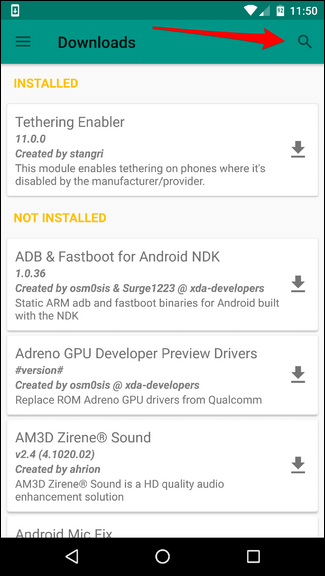 11:50
Downloads
INSTALLED
Tethering Enabler
11.0.0
Created by stangri
This module enables tethering on phones where it's
disabled by the manufacturer/provider.
NOT INSTALLED
ADB & Fastboot for Android NDK
1.0.36
Created by osm0sis & Surge1223 @ xda-developers
Static ARM adb and fastboot binaries for Android built
with the NDK
Adreno GPU Developer Preview Drivers
#version#
Created by osm0sis @ xda-developers
Replace ROM Adreno GPU drivers from Qualcomm
AM3D Zirene® Sound
v2.4 (4.1020.02)
Created by ahrion
AM3D Zirene® Sound is a HD quality audio
enhancement solution
Android Mic Fix